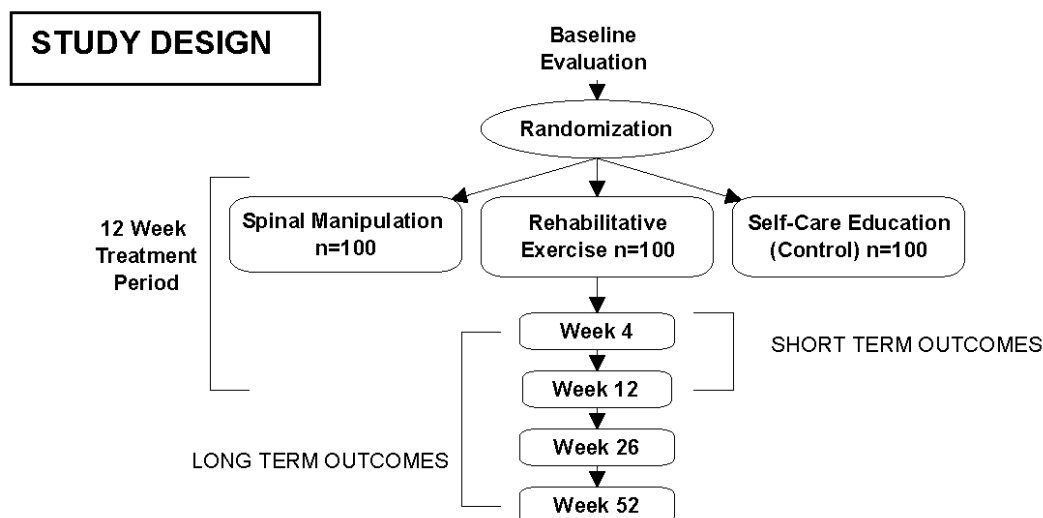 STUDY DESIGN
Baseline
Evaluation
Randomization
12 Week
Treatment
Period
Spinal Manipulation
n=100
Rehabilitative
Exercise n=100
Self-Care Education
(Control) n=100
Week 4
SHORT TERM OUTCOMES
Week 12
Week 26
LONG TERM OUTCOMES
Week 52